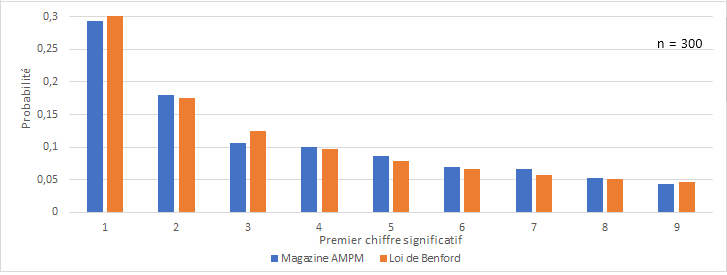 0,3
n = 300
0,25
0,2
Probabilité
0,15
0,1
0,05
0
1 2 3 4 5 6 7 8 9
Premier chiffre significatif
Magazine AMPM Loi de Benford